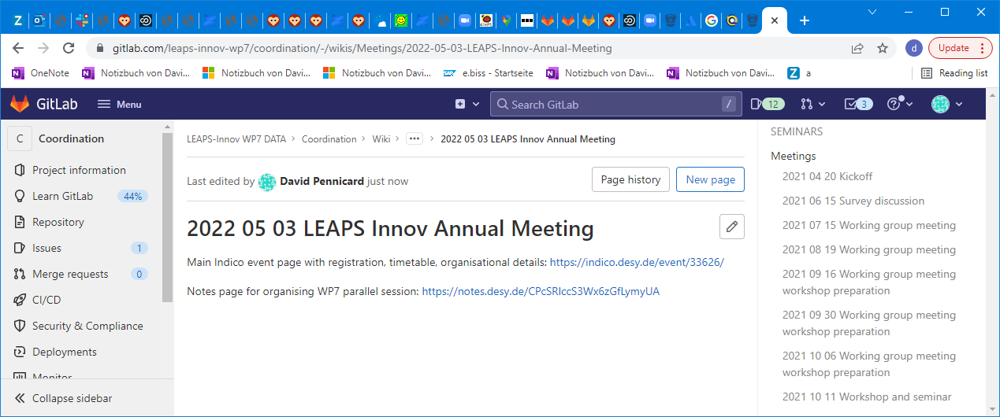 gitlab.com/leaps-innov-wp7/coordination/-/wikis/Meetings/2022-05-03-LEAPS-Innov-Annual-Meeting
d
Update
OneNote
Notizbuch von Davi...
Notizbuch von Davi...
Notizbuch von Davi...
SAP
e.biss - Startseite
Notizbuch von Davi...
Notizbuch von Davi...
Z
a
Reading list
GitLab
Menu
Search GitLab
/
12
3
C
Coordination
Project information
Learn GitLab
44%
Repository
Issues
1
Merge requests
0
CI/CD
Security & Compliance
Deployments
Monitor
Collapse sidebar
LEAPS-Innov WP7 DATA > Coordination > Wiki > ... > 2022 05 03 LEAPS Innov Annual Meeting
Last edited by David Pennicard just now
Page history
New page
2022 05 03 LEAPS Innov Annual Meeting
Main Indico event page with registration, timetable, organisational details: https://indico.desy.de/event/33626/
Notes page for organising WP7 parallel session: https://notes.desy.de/CPcSRIccS3Wx6zGfLymyUA
SEMINARS
Meetings
2021 04 20 Kickoff
2021 06 15 Survey discussion
2021 07 15 Working group meeting
2021 08 19 Working group meeting
2021 09 16 Working group meeting
workshop preparation
2021 09 30 Working group meeting
workshop preparation
2021 10 06 Working group meeting
workshop preparation
2021 10 11 Workshop and seminar